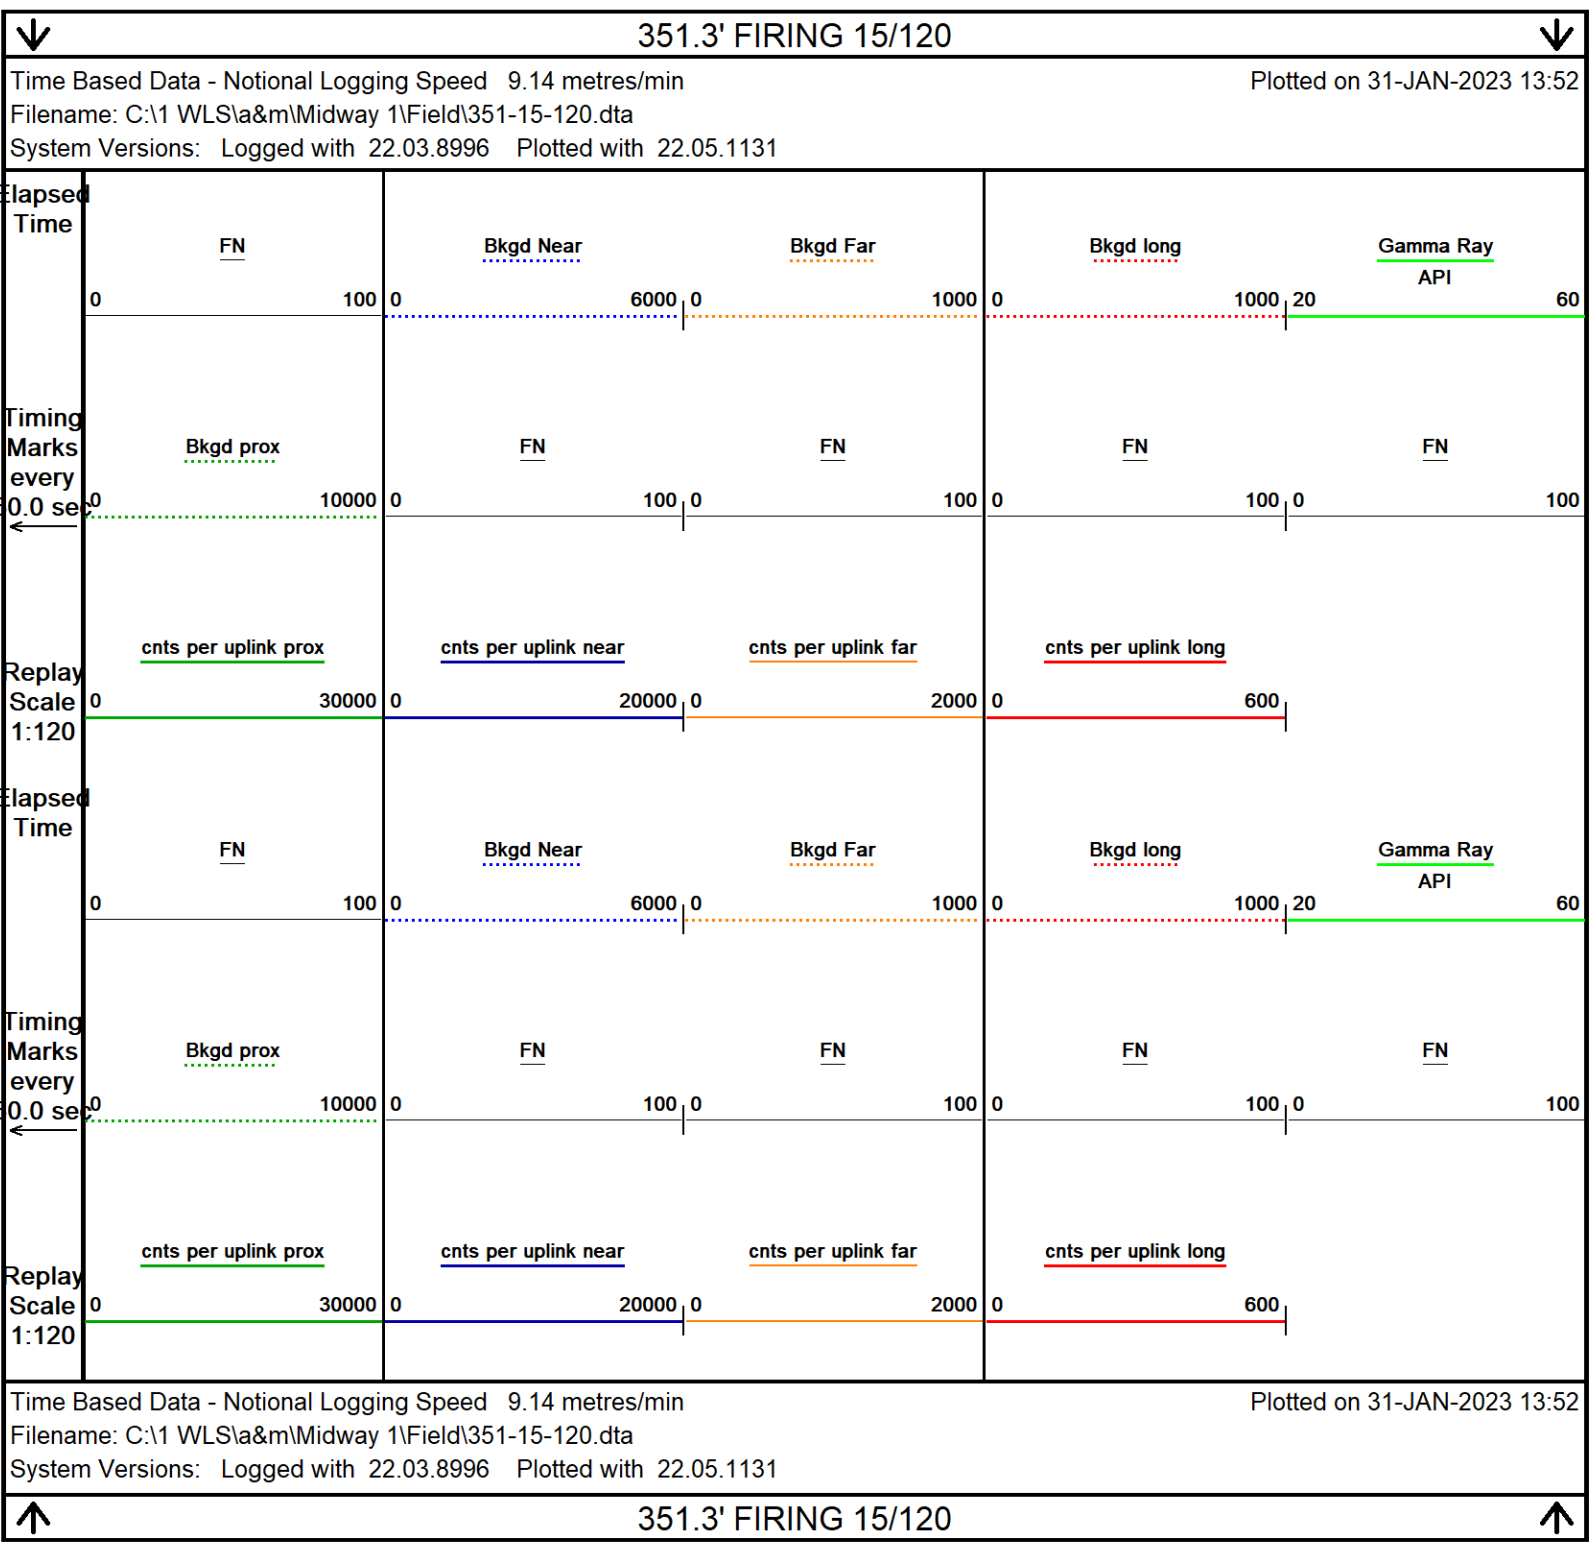 351.3' FIRING 15/120
Time Based Data - Notional Logging Speed 9.14 metres/min Plotted on 31-JAN-2023 13:52
Filename: C:\1 WLS\a&m\Midway 1\Field\351-15-120.dta
System Versions: Logged with 22.03.8996 Plotted with 22.05.1131
Elapsed
Time
FN Bkgd Near Bkgd Far Bkgd long Gamma Ray
API
0 100 0 6000 0 1000 0 1000 20 60
Timing
Marks
every
0.0 sec
Bkgd prox FN FN FN FN
0 10000 0 100 0 100 0 100 0 100
cnts per uplink prox cnts per uplink near cnts per uplink far cnts per uplink long
Replay
Scale
1:120
0 30000 0 20000 0 2000 0 600
Elapsed
Time
FN Bkgd Near Bkgd Far Bkgd long Gamma Ray
API
0 100 0 6000 0 1000 0 1000 20 60
Timing
Marks
every
0.0 sec
Bkgd prox FN FN FN FN
0 10000 0 100 0 100 0 100 0 100
cnts per uplink prox cnts per uplink near cnts per uplink far cnts per uplink long
Replay
Scale
1:120
0 30000 0 20000 0 2000 0 600
Time Based Data - Notional Logging Speed 9.14 metres/min Plotted on 31-JAN-2023 13:52
Filename: C:\1 WLS\a&m\Midway 1\Field\351-15-120.dta
System Versions: Logged with 22.03.8996 Plotted with 22.05.1131
351.3' FIRING 15/120